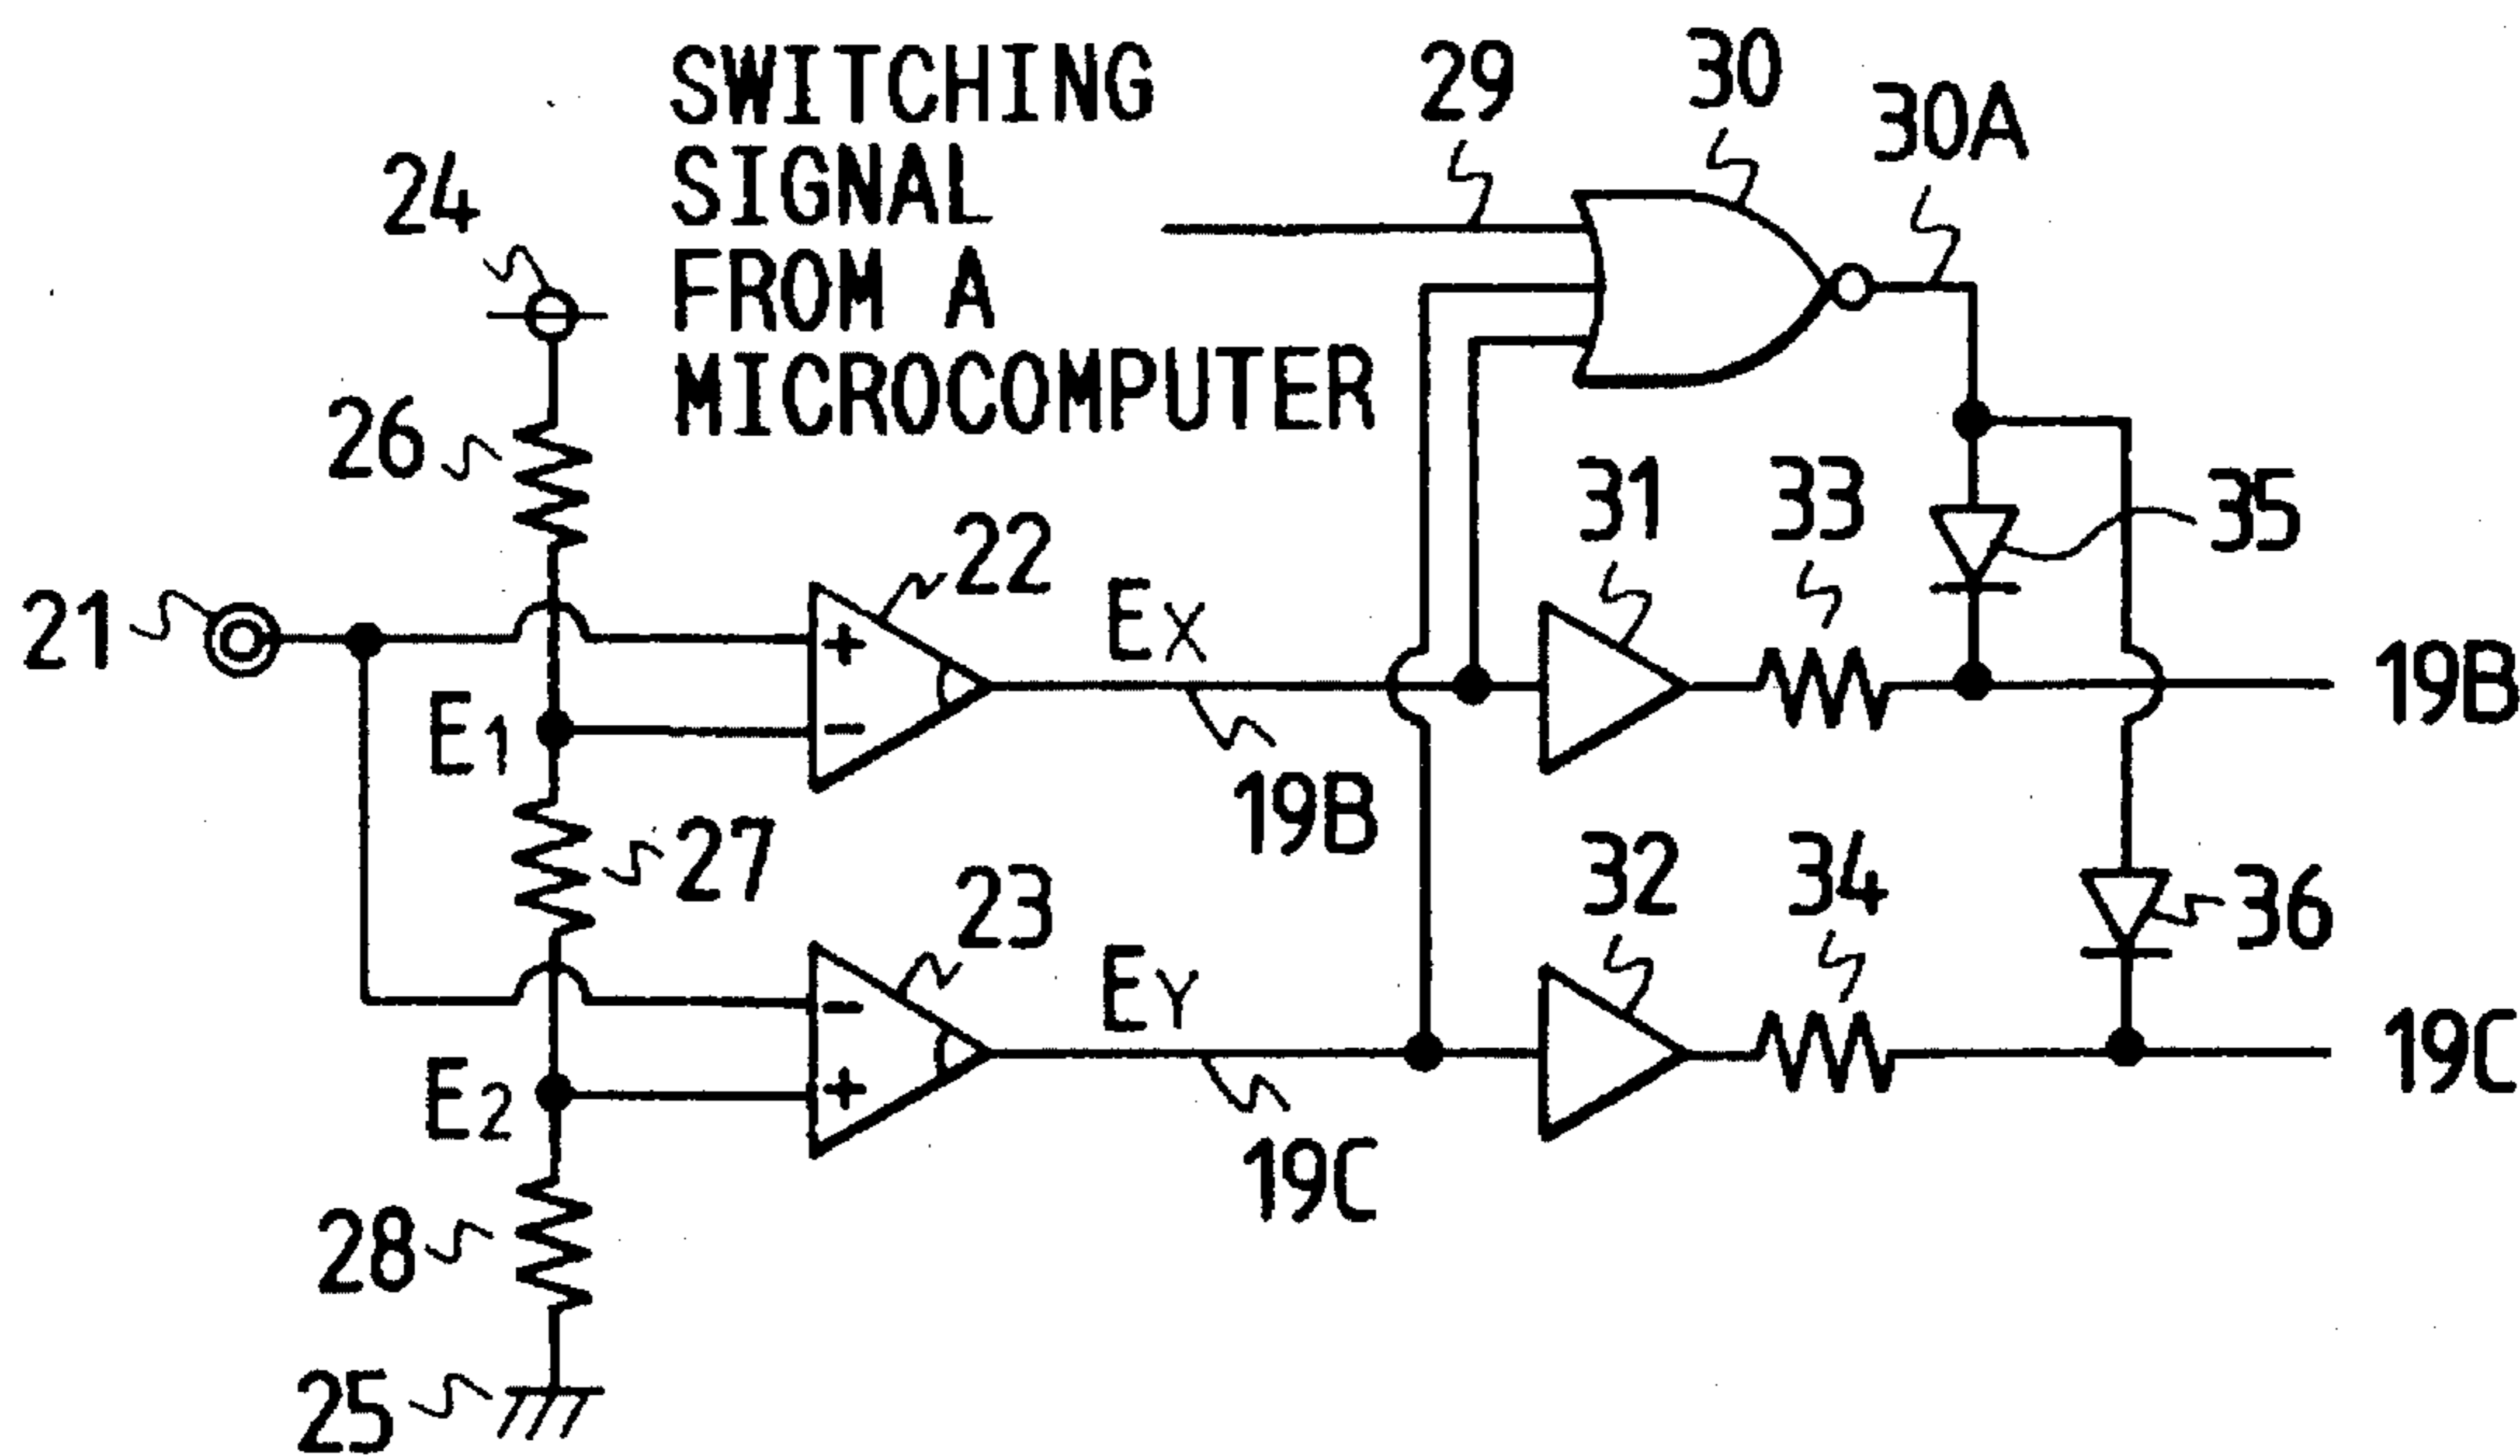 SWITCHING
SIGNAL
FROM A
MICROCOMPUTER
29
30
30A
24
26
31
33
35
22
21
EX
+
E1
−
19B
19B
27
32
34
23
36
EY
−
E2
+
19C
19C
28
25